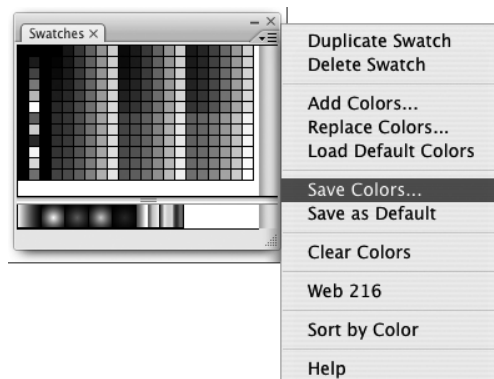 Swatches ×
Duplicate Swatch
Delete Swatch
Add Colors...
Replace Colors...
Load Default Colors
Save Colors...
Save as Default
Clear Colors
Web 216
Sort by Color
Help